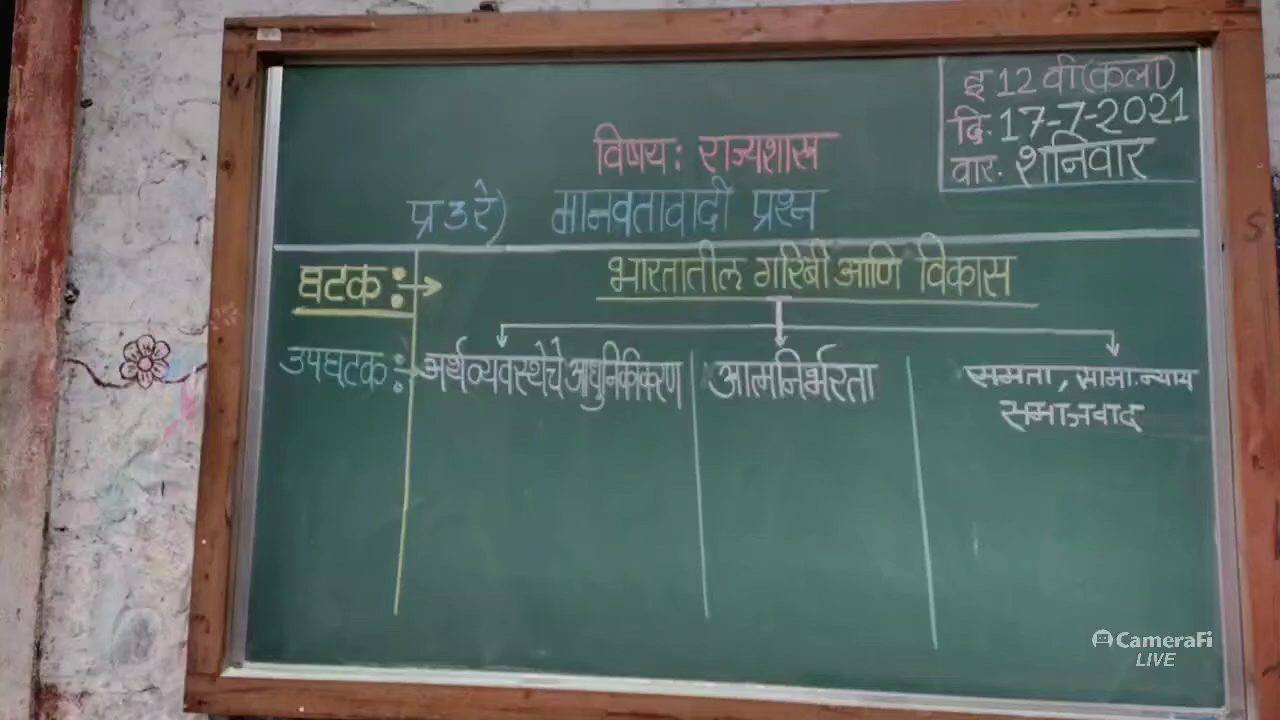 इ 12 वी (कला)
दि. 17-7-2021
वार. शनिवार
विषय : राज्यशास्त्र
प्र 3 रे) मानवतावादी प्रश्न
घटक :→ भारतातील गरिबी आणि विकास
उपघटक :- अर्थव्यवस्थेचे आधुनिकिकरण आत्मनिर्भरता समता, सामा. न्याय
समाजवाद
CameraFi
LIVE